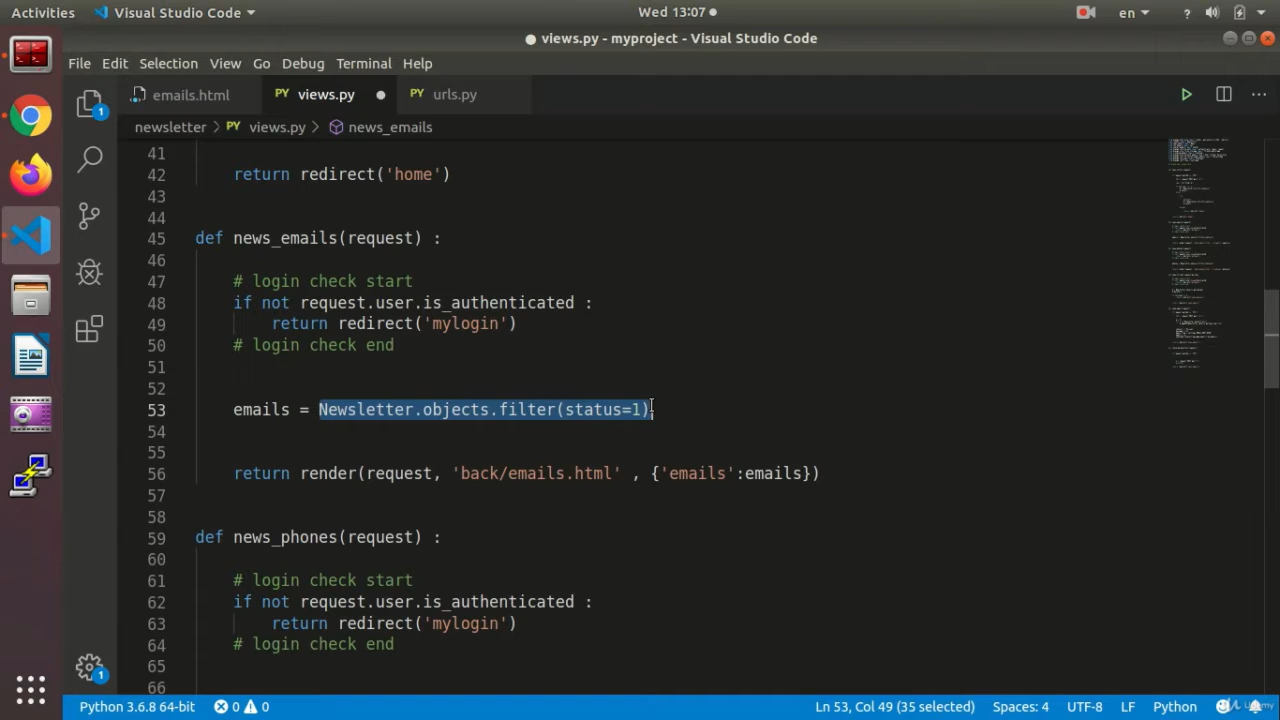 Activities Visual Studio Code Wed 13:07 en ?
views.py - myproject - Visual Studio Code
File Edit Selection View Go Debug Terminal Help
emails.html PY views.py PY urls.py
newsletter > PY views.py > news_emails
41
42 return redirect('home')
43
44
45 def news_emails(request) :
46
47 # login check start
48 if not request.user.is_authenticated :
49 return redirect('mylogin')
50 # login check end
51
52
53 emails = Newsletter.objects.filter(status=1)
54
55
56 return render(request, 'back/emails.html' , {'emails':emails})
57
58
59 def news_phones(request) :
60
61 # login check start
62 if not request.user.is_authenticated :
63 return redirect('mylogin')
64 # login check end
65
66
1
1
Python 3.6.8 64-bit 0 0 Ln 53, Col 49 (35 selected) Spaces: 4 UTF-8 LF Python
Udemy